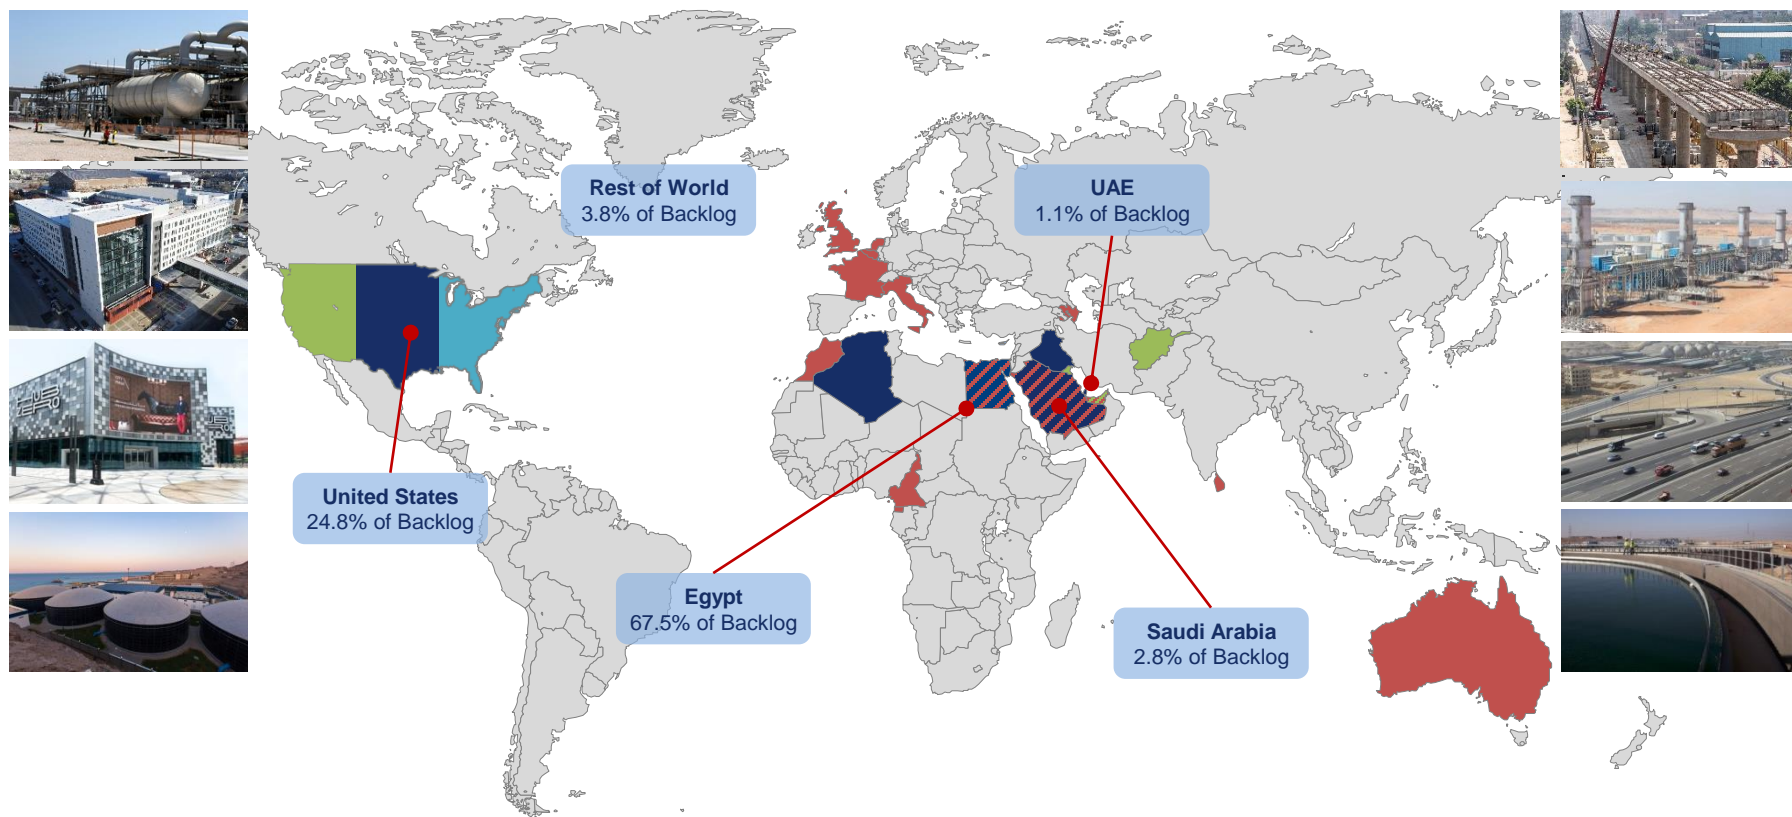 Rest of World
3.8% of Backlog
UAE
1.1% of Backlog
United States
24.8% of Backlog
Egypt
67.5% of Backlog
Saudi Arabia
2.8% of Backlog